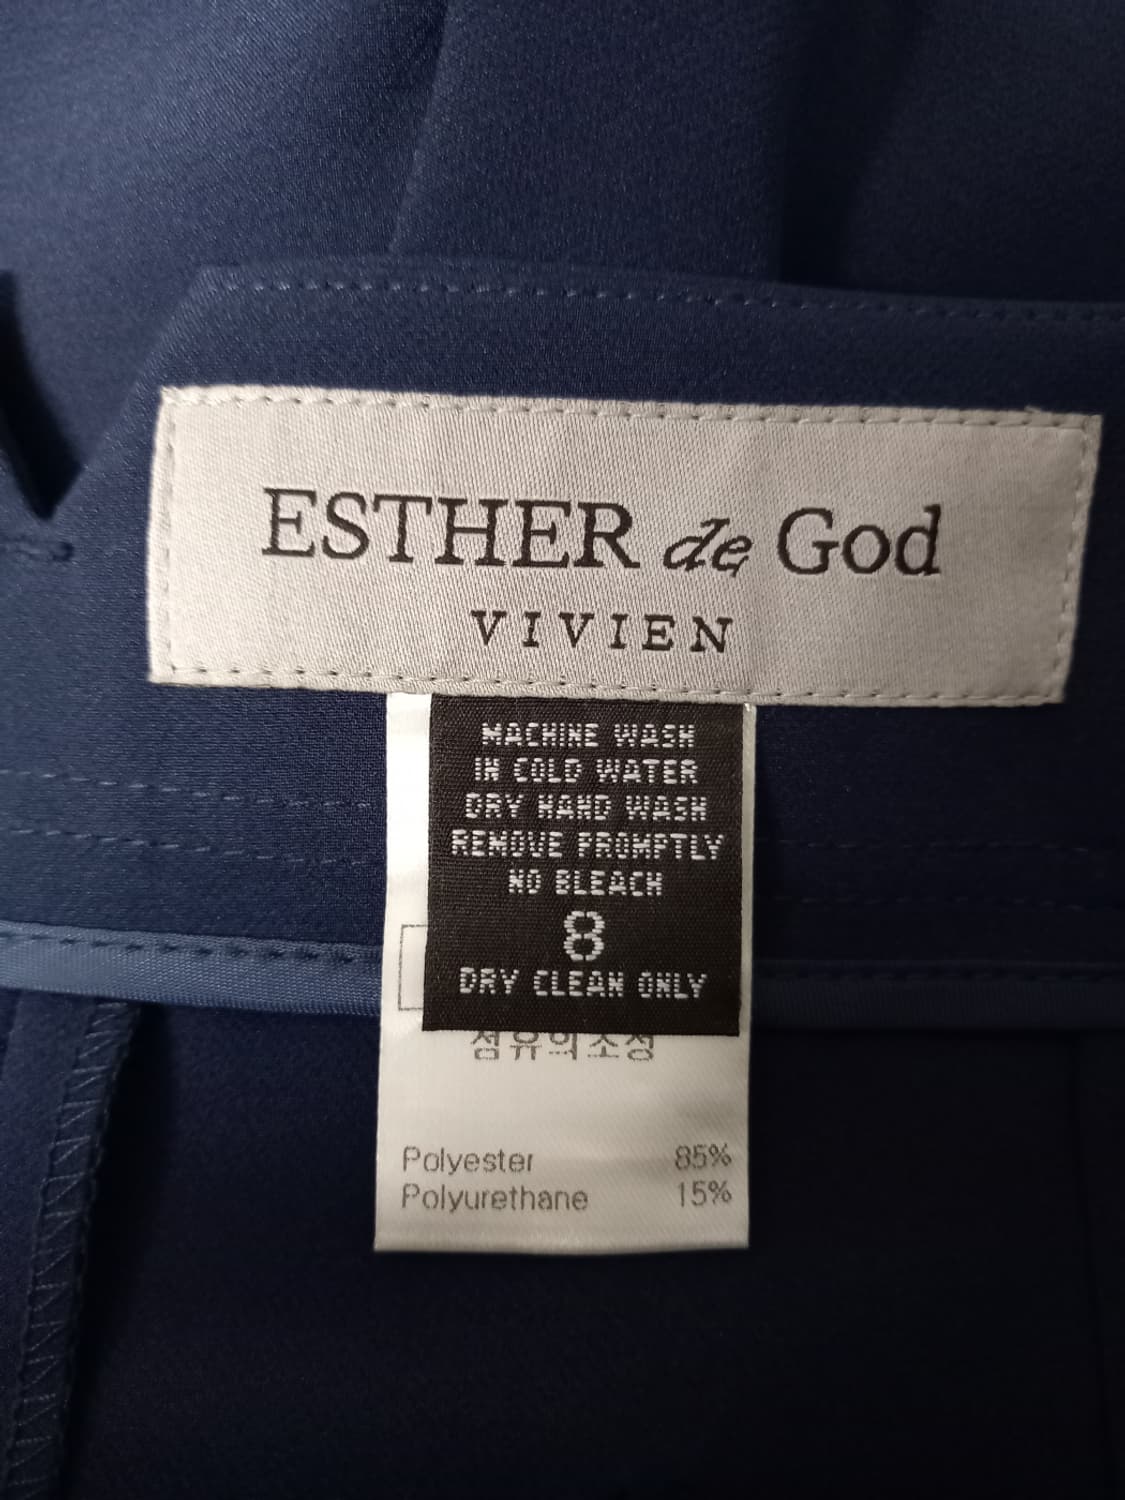 ESTHER de God
VIVIEN
MACHINE WASH
IN COLD WATER
DRY HAND WASH
REMOVE PROMPTLY
NO BLEACH
8
DRY CLEAN ONLY
섬유의조성
Polyester 85%
Polyurethane 15%